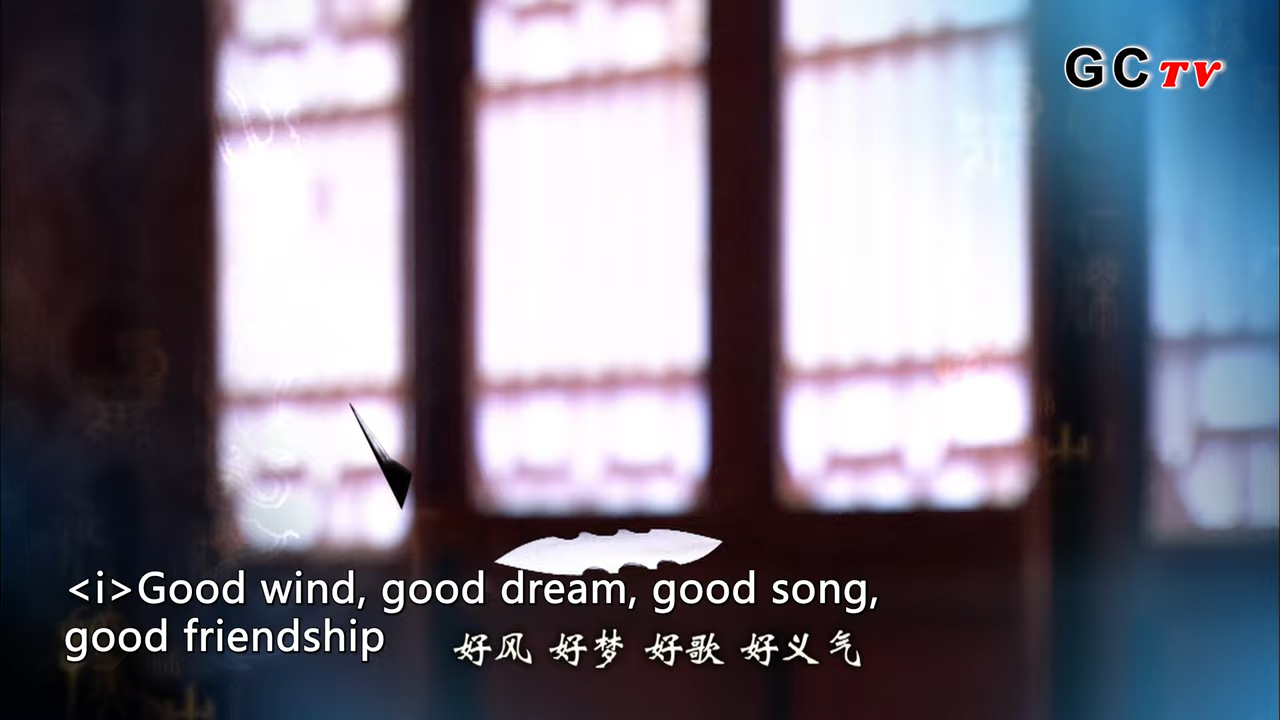 GCTV
<i>Good wind, good dream, good song,
good friendship
好风 好梦 好歌 好义气